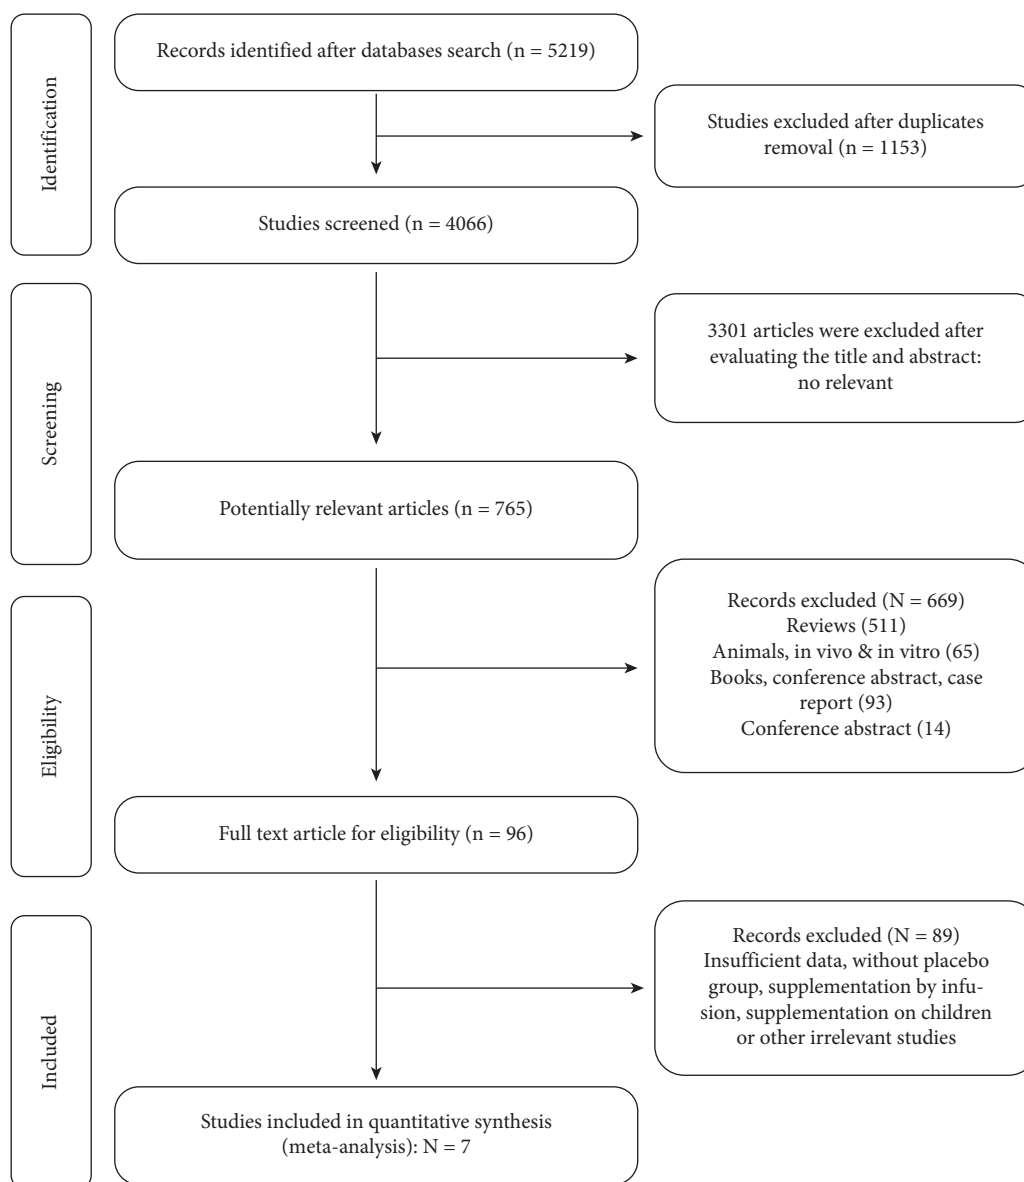 Identification
Records identified after databases search (n = 5219)
Studies excluded after duplicates
removal (n = 1153)
Studies screened (n = 4066)
Screening
3301 articles were excluded after
evaluating the title and abstract:
no relevant
Potentially relevant articles (n = 765)
Eligibility
Records excluded (N = 669)
Reviews (511)
Animals, in vivo & in vitro (65)
Books, conference abstract, case
report (93)
Conference abstract (14)
Full text article for eligibility (n = 96)
Included
Records excluded (N = 89)
Insufficient data, without placebo
group, supplementation by infu-
sion, supplementation on children
or other irrelevant studies
Studies included in quantitative synthesis
(meta-analysis): N = 7